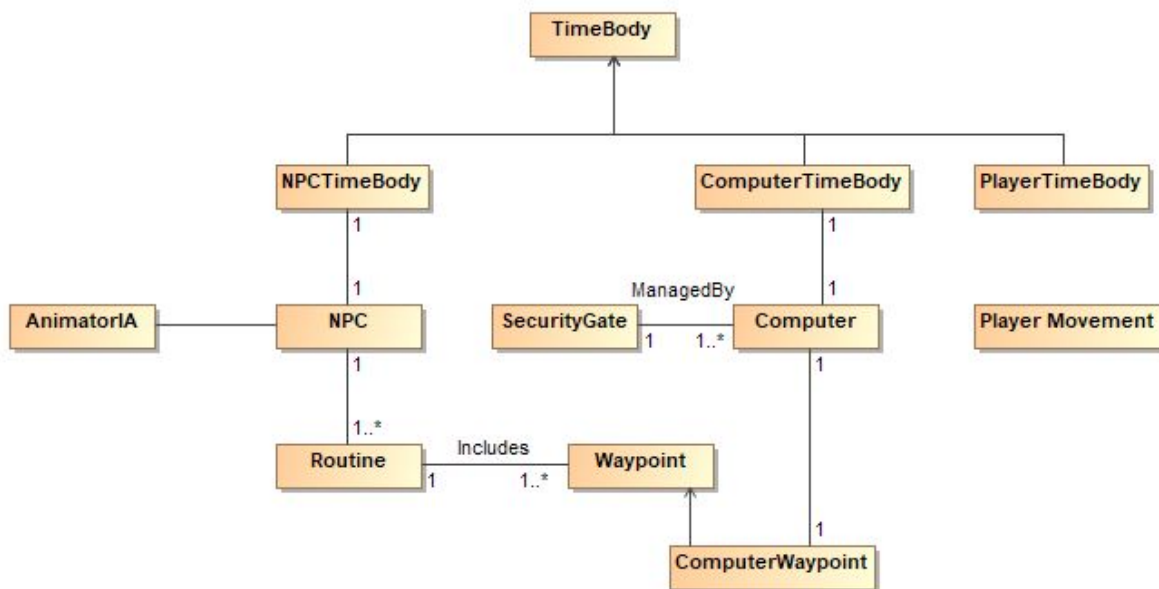 TimeBody
NPCTimeBody
ComputerTimeBody
PlayerTimeBody
1
1
1
ManagedBy
1
AnimatorIA
NPC
SecurityGate
Computer
Player Movement
1
1..*
1
1
1..*
Includes
Routine
Waypoint
1
1..*
1
ComputerWaypoint